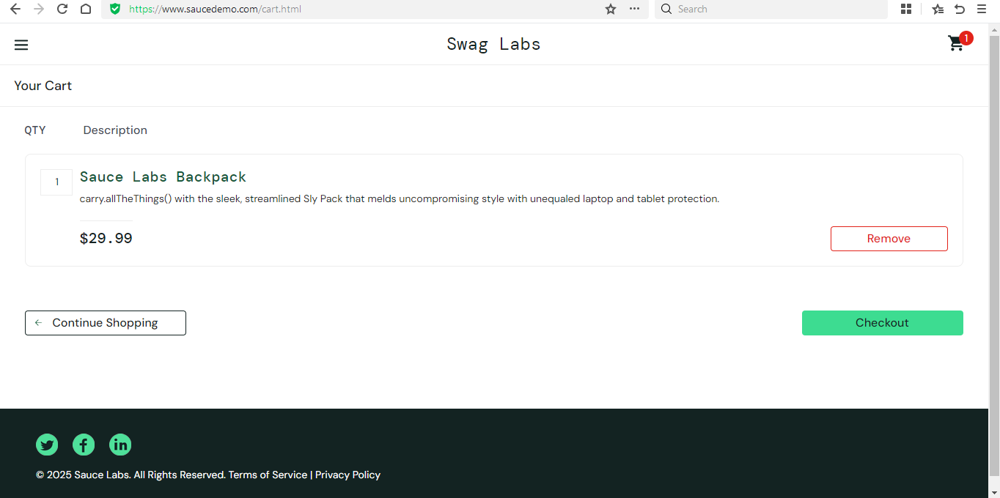 https://www.saucedemo.com/cart.html
Search
Swag Labs
1
Your Cart
QTY Description
1
Sauce Labs Backpack
carry.allTheThings() with the sleek, streamlined Sly Pack that melds uncompromising style with unequaled laptop and tablet protection.
$29.99
Remove
Continue Shopping
Checkout
© 2025 Sauce Labs. All Rights Reserved. Terms of Service | Privacy Policy